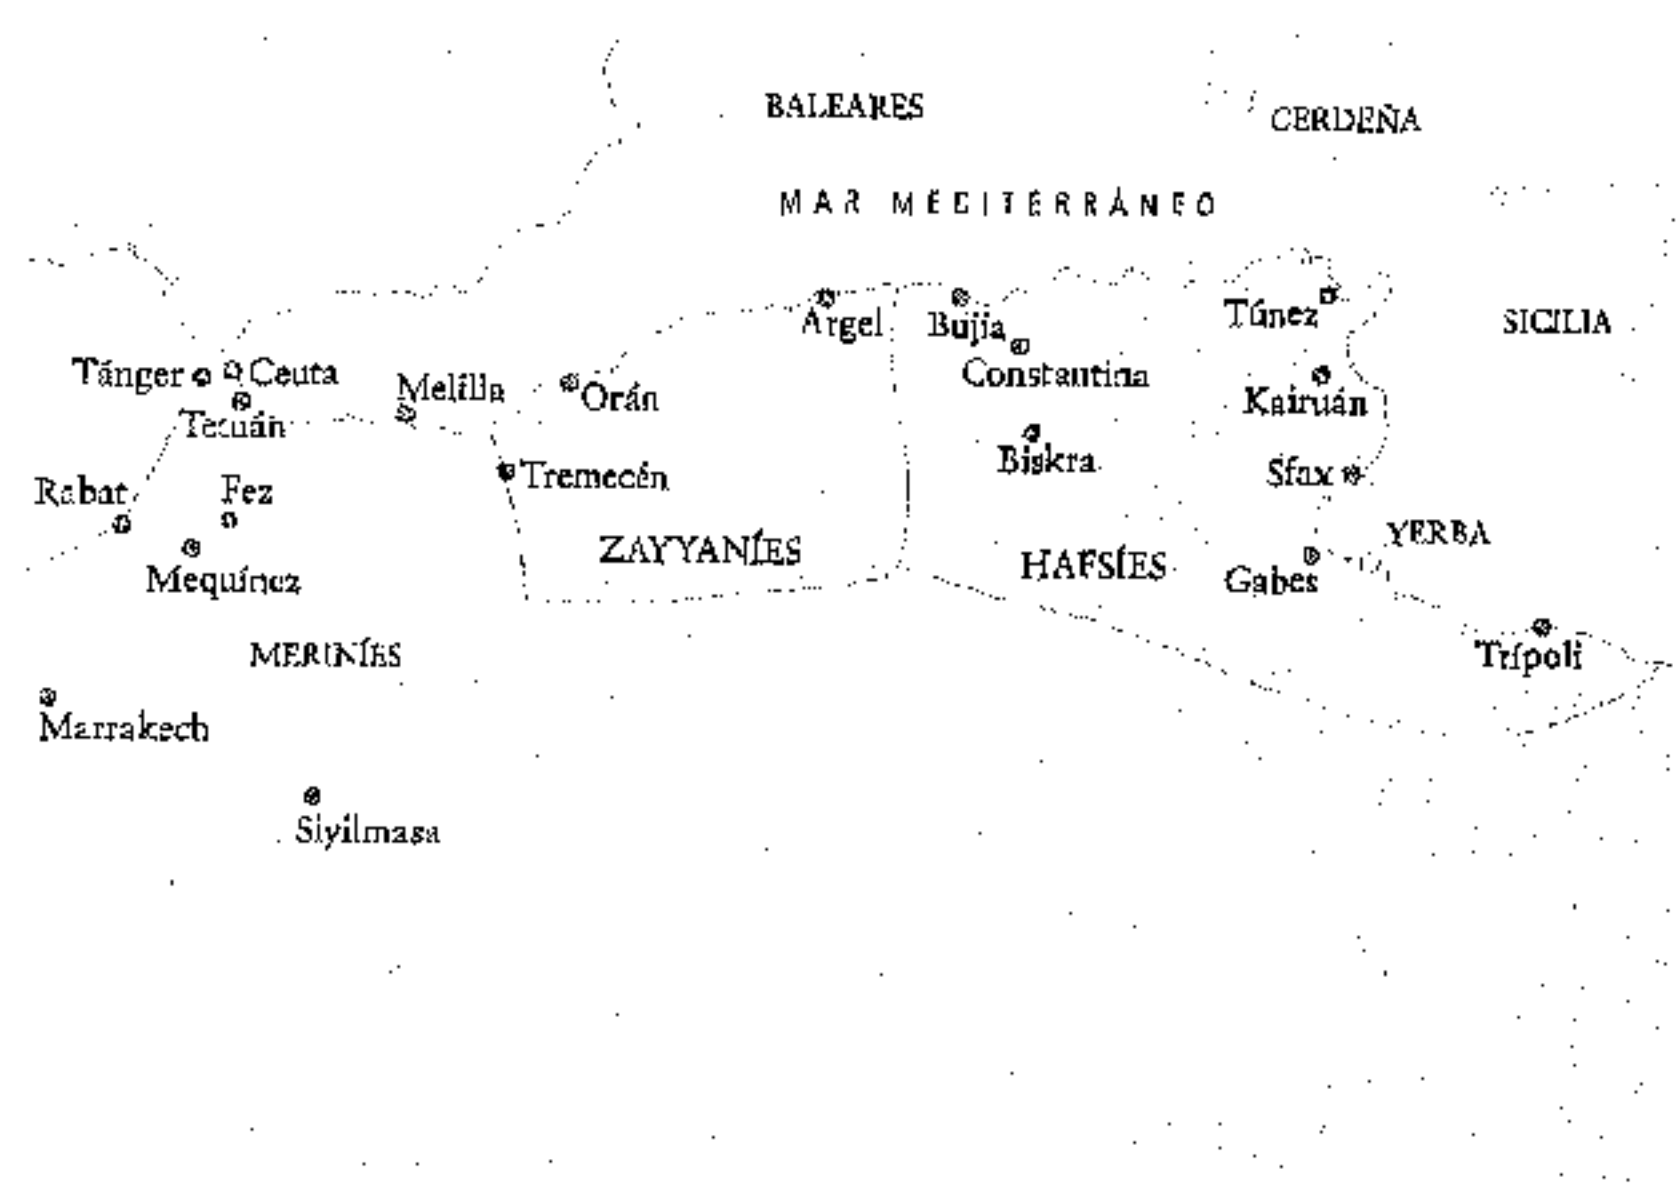 BALEARES
CERDEÑA
MAR MEDITERRÁNEO
Túnez
SICILIA
Argel
Bujia
Tánger
Ceuta
Constantina
Melilla
Orán
Kairuán
Tetuán
Biskra
Sfax
Tremecén
Rabat
Fez
YERBA
ZAYYANÍES
HAFSÍES
Gabes
Mequínez
MERINÍES
Trípoli
Marrakech
Siyilmasa